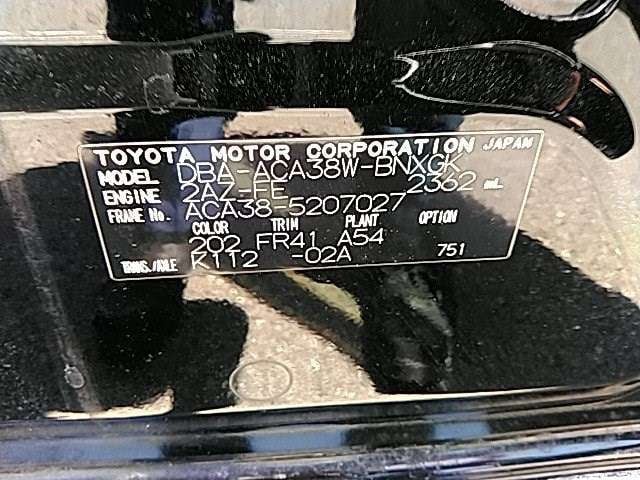 TOYOTA MOTOR CORPORATION JAPAN
MODEL DBA-ACA38W-BNXGK
ENGINE 2AZ-FE 2362 mL
FRAME No. ACA38-5207027
COLOR TRIM PLANT OPTION
202 FR41 A54
TRANS./AXLE K112 -02A 751